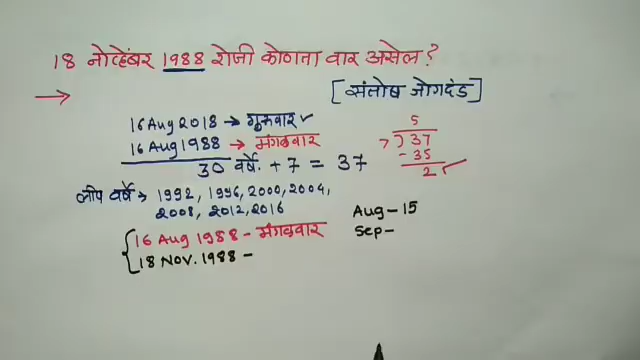 18 नोव्हेंबर 1988 रोजी कोणता वार असेल?
→ [संतोष जोगदंड]
16 Aug 2018 → गुरुवार ✓
16 Aug 1988 → मंगळवार
30 वर्षे. + 7 = 37
5
7 ) 37
- 35
2 ✓
लीप वर्षे → 1992, 1996, 2000, 2004,
2008, 2012, 2016
16 Aug 1988 - मंगळवार
18 Nov. 1988 -
Aug - 15
Sep -